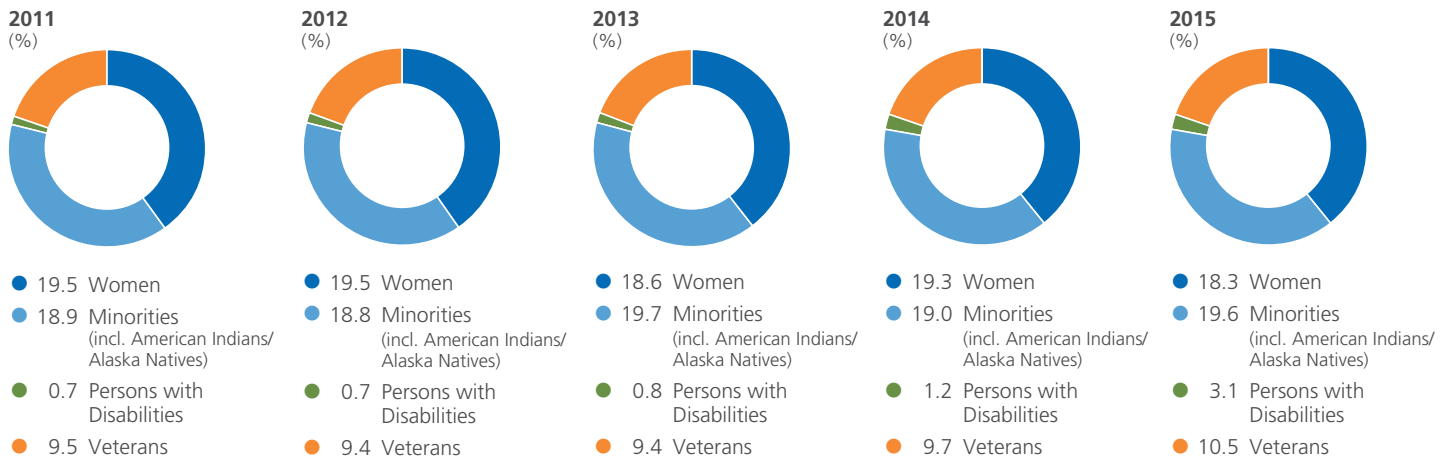 2011
(%)
19.5 Women
18.9 Minorities
(incl. American Indians/
Alaska Natives)
0.7 Persons with
Disabilities
9.5 Veterans
2012
(%)
19.5 Women
18.8 Minorities
(incl. American Indians/
Alaska Natives)
0.7 Persons with
Disabilities
9.4 Veterans
2013
(%)
18.6 Women
19.7 Minorities
(incl. American Indians/
Alaska Natives)
0.8 Persons with
Disabilities
9.4 Veterans
2014
(%)
19.3 Women
19.0 Minorities
(incl. American Indians/
Alaska Natives)
1.2 Persons with
Disabilities
9.7 Veterans
2015
(%)
18.3 Women
19.6 Minorities
(incl. American Indians/
Alaska Natives)
3.1 Persons with
Disabilities
10.5 Veterans